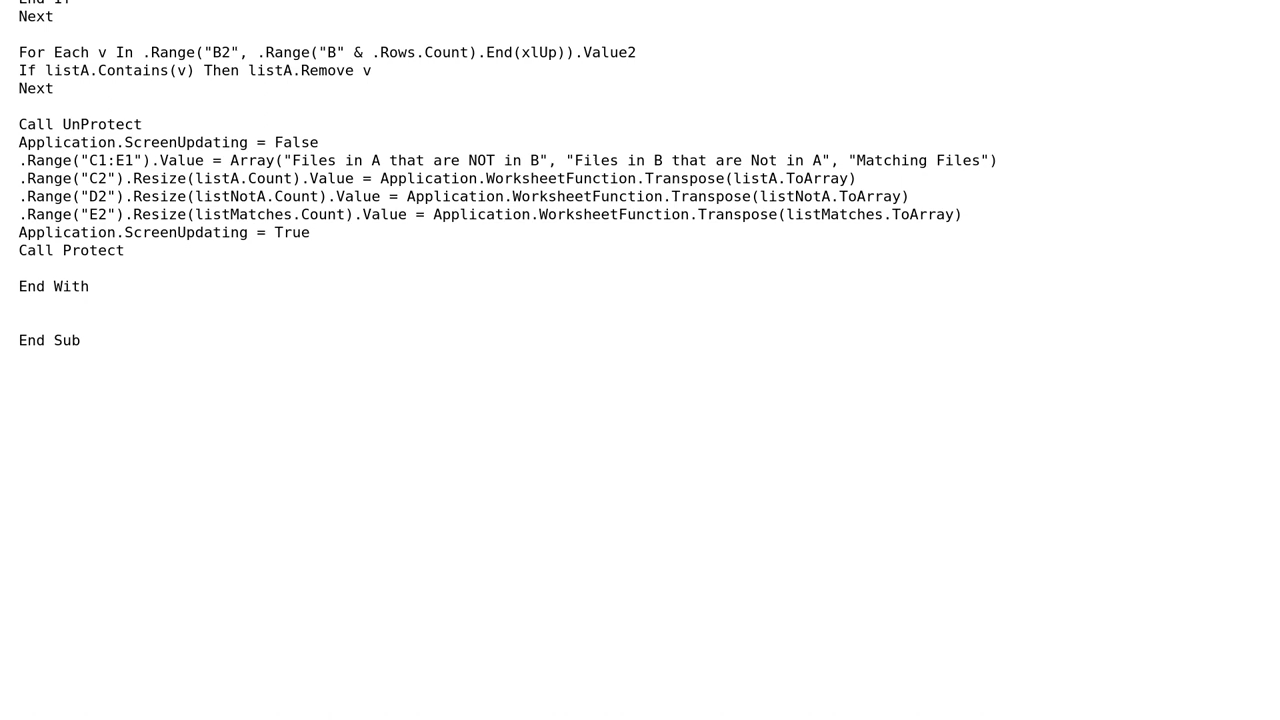 End If
Next
For Each v In .Range("B2", .Range("B" & .Rows.Count).End(xlUp)).Value2
If listA.Contains(v) Then listA.Remove v
Next
Call UnProtect
Application.ScreenUpdating = False
.Range("C1:E1").Value = Array("Files in A that are NOT in B", "Files in B that are Not in A", "Matching Files")
.Range("C2").Resize(listA.Count).Value = Application.WorksheetFunction.Transpose(listA.ToArray)
.Range("D2").Resize(listNotA.Count).Value = Application.WorksheetFunction.Transpose(listNotA.ToArray)
.Range("E2").Resize(listMatches.Count).Value = Application.WorksheetFunction.Transpose(listMatches.ToArray)
Application.ScreenUpdating = True
Call Protect
End With
End Sub